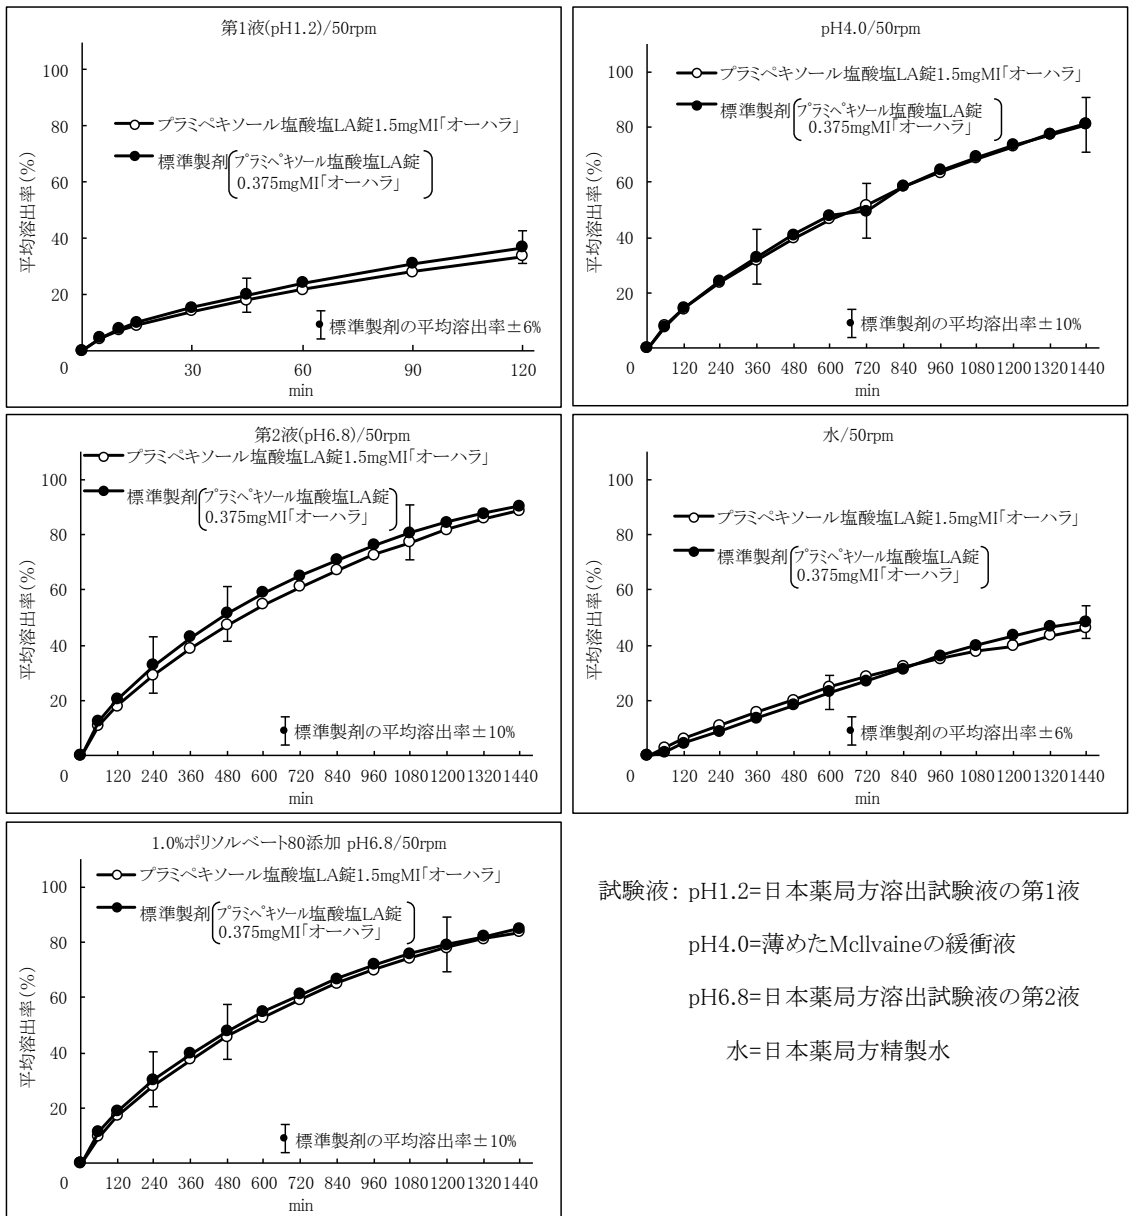 第1液(pH1.2)/50rpm
100
80
60
40
20
0
30
60
90
120
平均溶出率(%)
min
プラミペキソール塩酸塩LA錠1.5mgMI「オーハラ」
標準製剤 プラミペキソール塩酸塩LA錠
0.375mgMI「オーハラ」
標準製剤の平均溶出率±6%
pH4.0/50rpm
100
80
60
40
20
0 120 240 360 480 600 720 840 960 1080 1200 1320 1440
平均溶出率(%)
min
プラミペキソール塩酸塩LA錠1.5mgMI「オーハラ」
標準製剤 プラミペキソール塩酸塩LA錠
0.375mgMI「オーハラ」
標準製剤の平均溶出率±10%
第2液(pH6.8)/50rpm
プラミペキソール塩酸塩LA錠1.5mgMI「オーハラ」
標準製剤 プラミペキソール塩酸塩LA錠
0.375mgMI「オーハラ」
100
80
60
40
20
0 120 240 360 480 600 720 840 960 1080 1200 1320 1440
平均溶出率(%)
min
標準製剤の平均溶出率±10%
水/50rpm
100
80
60
40
20
0 120 240 360 480 600 720 840 960 1080 1200 1320 1440
平均溶出率(%)
min
プラミペキソール塩酸塩LA錠1.5mgMI「オーハラ」
標準製剤 プラミペキソール塩酸塩LA錠
0.375mgMI「オーハラ」
標準製剤の平均溶出率±6%
1.0%ポリソルベート80添加 pH6.8/50rpm
プラミペキソール塩酸塩LA錠1.5mgMI「オーハラ」
標準製剤 プラミペキソール塩酸塩LA錠
0.375mgMI「オーハラ」
100
80
60
40
20
0 120 240 360 480 600 720 840 960 1080 1200 1320 1440
平均溶出率(%)
min
標準製剤の平均溶出率±10%
試験液: pH1.2=日本薬局方溶出試験液の第1液
pH4.0=薄めたMcIlvaineの緩衝液
pH6.8=日本薬局方溶出試験液の第2液
水=日本薬局方精製水